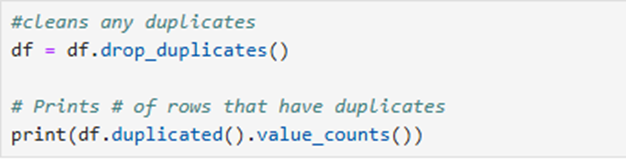 #cleans any duplicates
df = df.drop_duplicates()
# Prints # of rows that have duplicates
print(df.duplicated().value_counts())